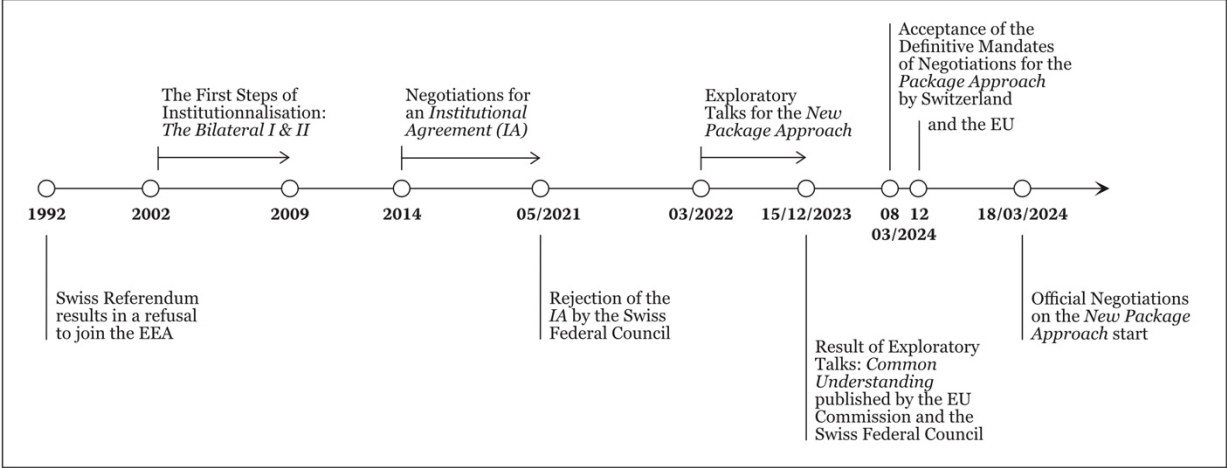 Acceptance of the
Definitive Mandates
of Negotiations for the
Package Approach
by Switzerland
and the EU
The First Steps of
Institutionnalisation:
The Bilateral I & II
Negotiations for
an Institutional
Agreement (IA)
Exploratory
Talks for the New
Package Approach
1992
2002
2009
2014
05/2021
03/2022
15/12/2023
08 12
03/2024
18/03/2024
Swiss Referendum
results in a refusal
to join the EEA
Rejection of the
IA by the Swiss
Federal Council
Result of Exploratory
Talks: Common
Understanding
published by the EU
Commission and the
Swiss Federal Council
Official Negotiations
on the New Package
Approach start